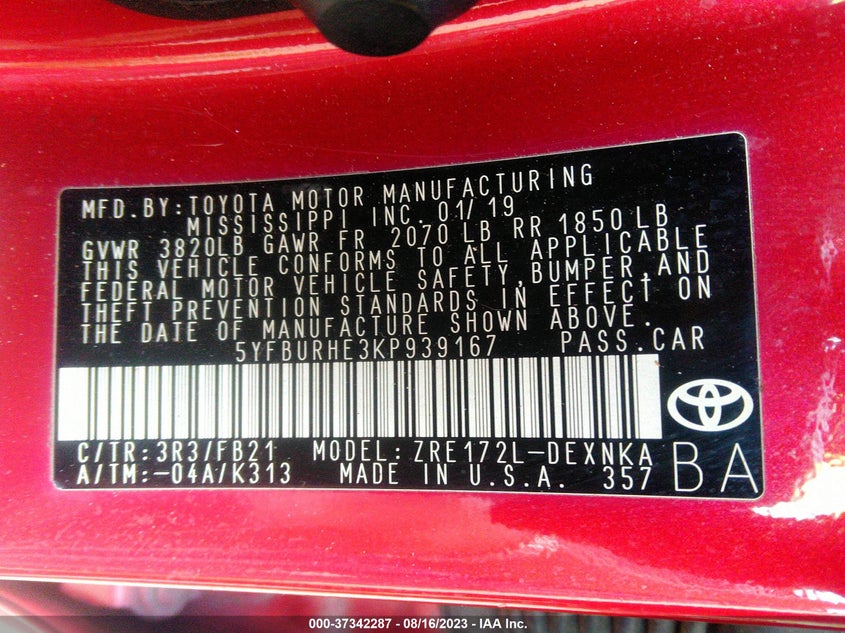 MFD.BY:TOYOTA MOTOR MANUFACTURING
MISSISSIPPI INC. 01/19
GVWR 3820LB GAWR FR 2070 LB RR 1850LB
THIS VEHICLE CONFORMS TO ALL APPLICABLE
FEDERAL MOTOR VEHICLE SAFETY,BUMPER,AND
THEFT PREVENTION STANDARDS IN EFFECT ON
THE DATE OF MANUFACTURE SHOWN ABOVE.
5YFBURHE3KP939167 PASS.CAR
C/TR:3R3/FB21 MODEL:ZRE172L-DEXNKA
A/TM:-04A/K313 MADE IN U.S.A. 357
BA
000-37342287 - 08/16/2023 - IAA Inc.